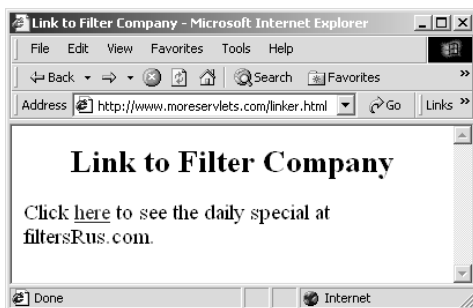 Link to Filter Company - Microsoft Internet Explorer
File Edit View Favorites Tools Help
Back Search Favorites »
Address http://www.moreservlets.com/linker.html Go Links »
Link to Filter Company
Click here to see the daily special at
filtersRus.com.
Done Internet